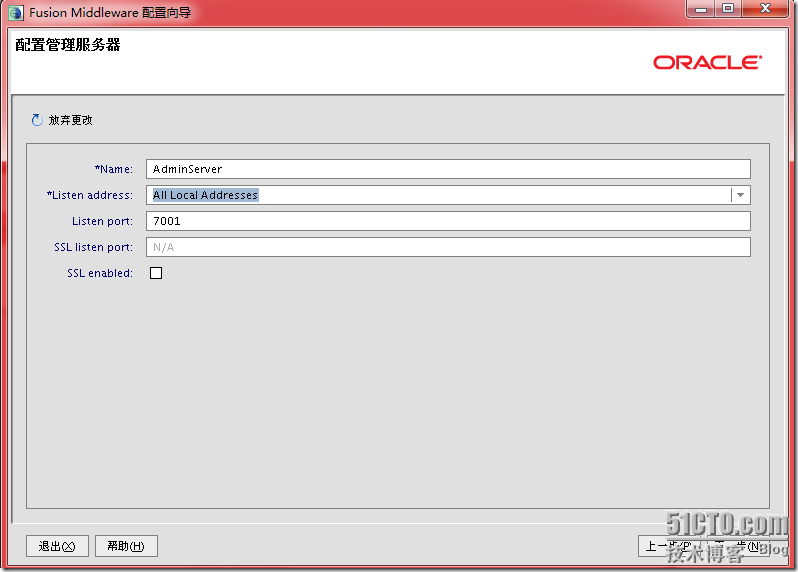 Fusion Middleware 配置向导
配置管理服务器
ORACLE
放弃更改
*Name: AdminServer
*Listen address: All Local Addresses
Listen port: 7001
SSL listen port: N/A
SSL enabled:
退出(X) 帮助(H) 上一步(P) 下一步(N)
51CTO.com
技术博客 Blog